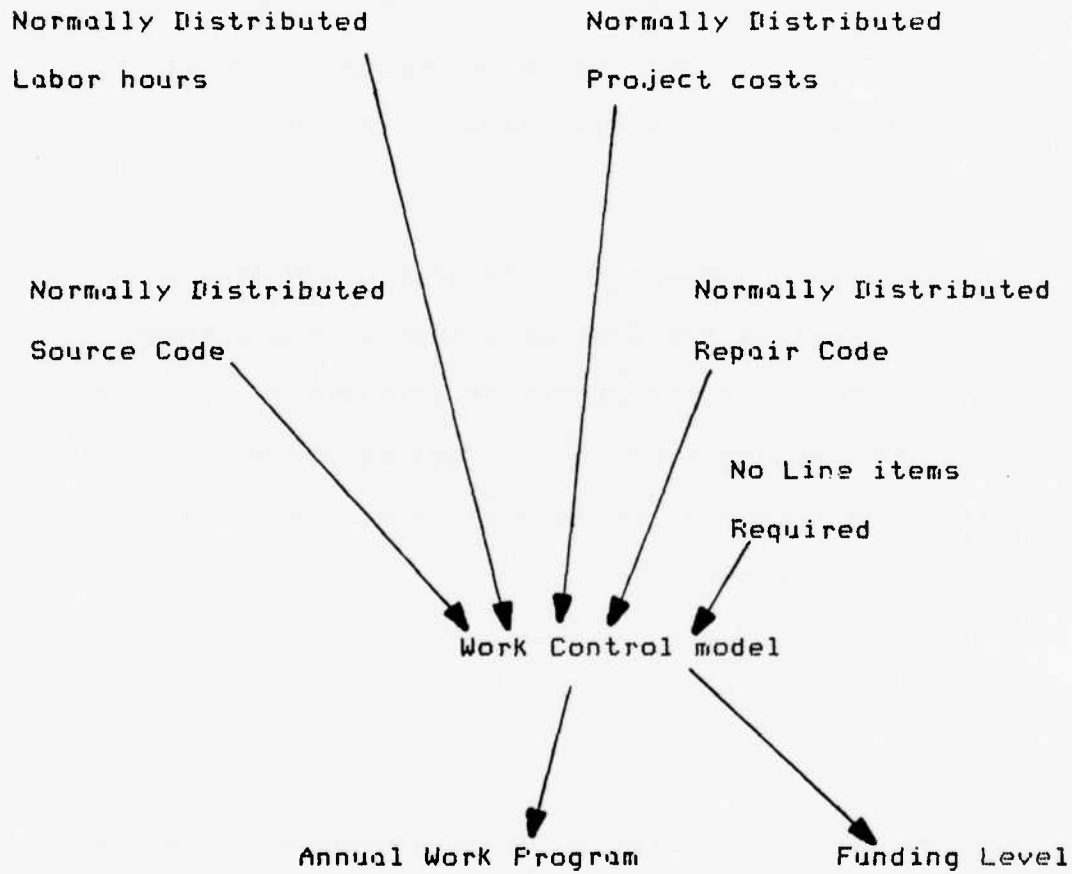 Normally Distributed Normally Distributed
Labor hours Project costs
Normally Distributed Normally Distributed
Source Code Repair Code
No Line items
Required
Work Control model
Annual Work Program Funding Level